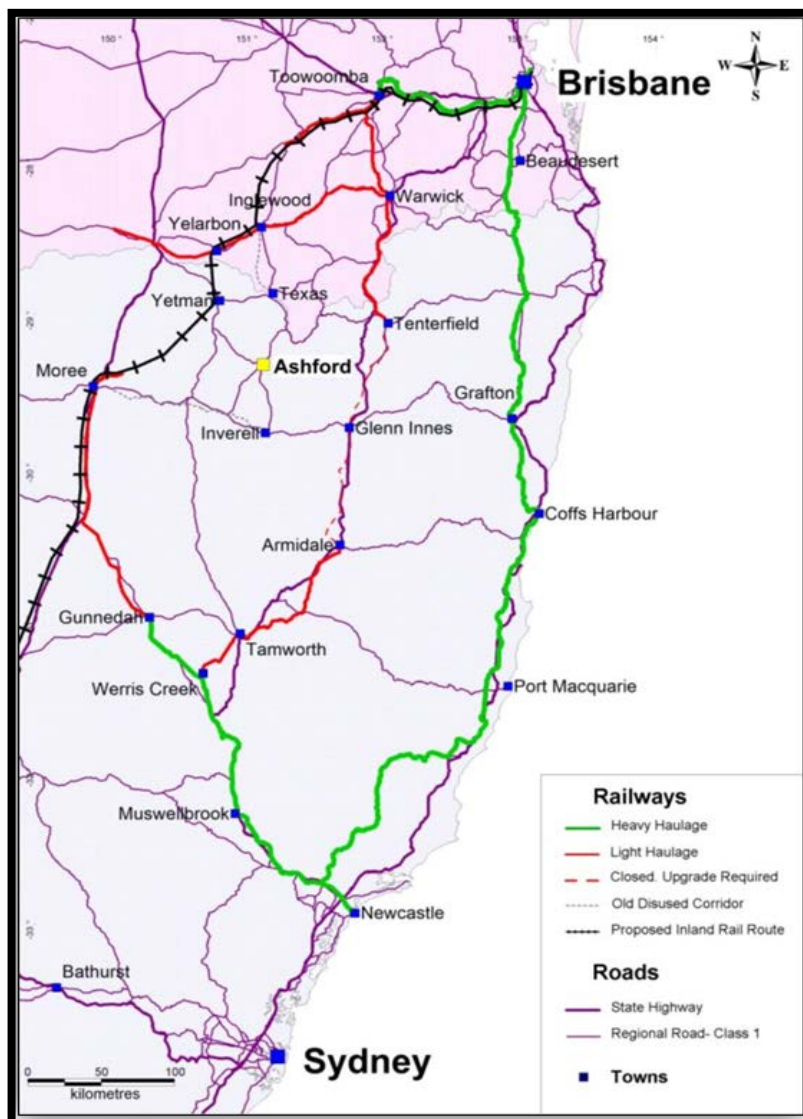 150
151
152
153
154
N
W
E
S
Toowoomba
Brisbane
-28
Beaudesert
Inglewood
Warwick
Yelarbon
Yetman
Texas
-29
Tenterfield
Ashford
Moree
Grafton
Inverell
Glenn Innes
-30
Coffs Harbour
Armidale
Gunnedah
Tamworth
Werris Creek
Port Macquarie
Muswellbrook
Newcastle
Bathurst
Sydney
0
50
100
kilometres
Railways
Heavy Haulage
Light Haulage
Closed. Upgrade Required
Old Disused Corridor
Proposed Inland Rail Route
Roads
State Highway
Regional Road- Class 1
Towns